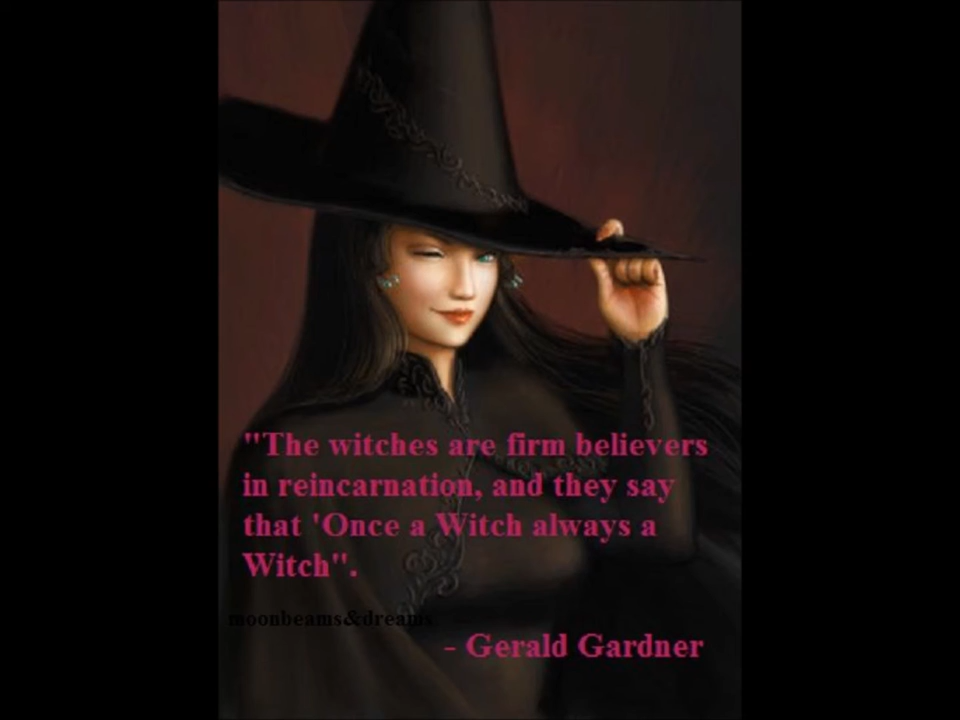 "The witches are firm believers
in reincarnation, and they say
that 'Once a Witch always a
Witch".
moonbeams&dreams
- Gerald Gardner